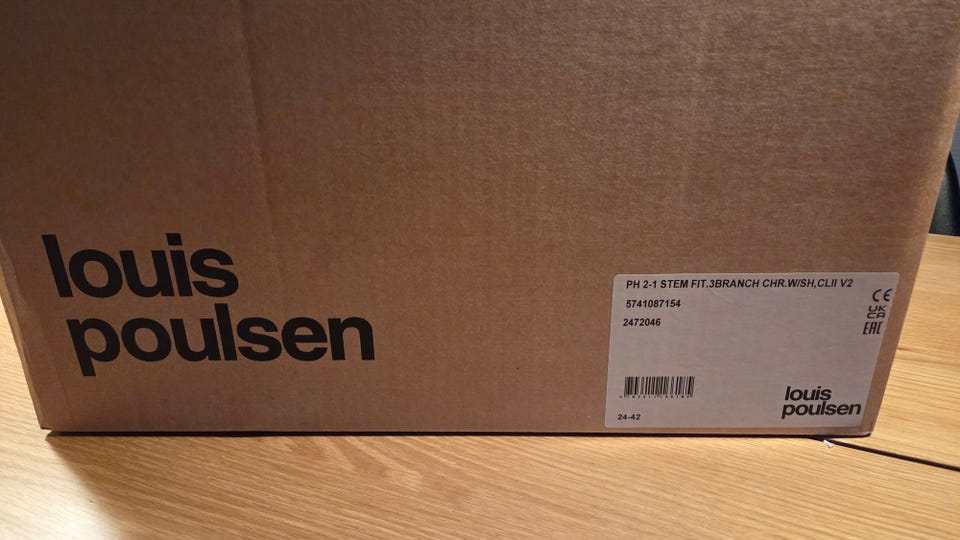 louis
poulsen
PH 2-1 STEM FIT.3BRANCH CHR.W/SH,CLII V2
5741087154
2472046
CE
UK
CA
EAC
24-42
louis
poulsen